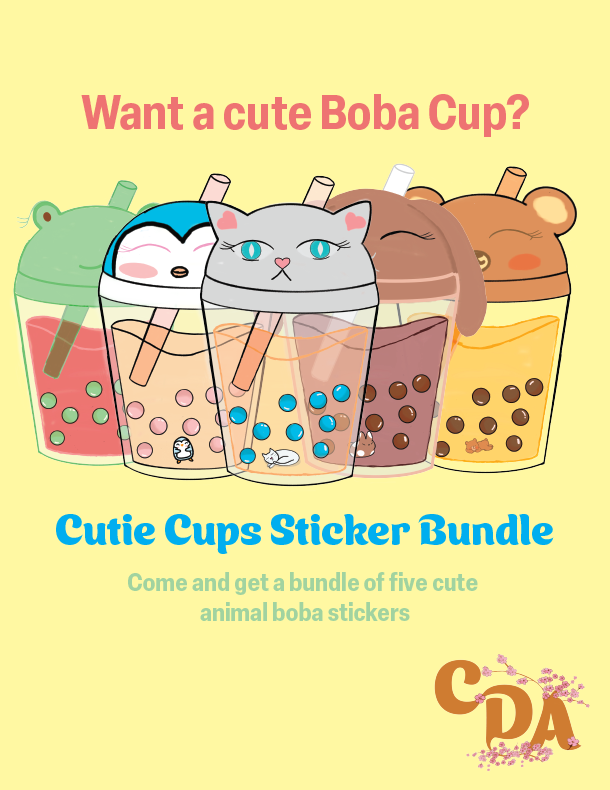 Want a cute Boba Cup?
Cutie Cups Sticker Bundle
Come and get a bundle of five cute
animal boba stickers
CDA